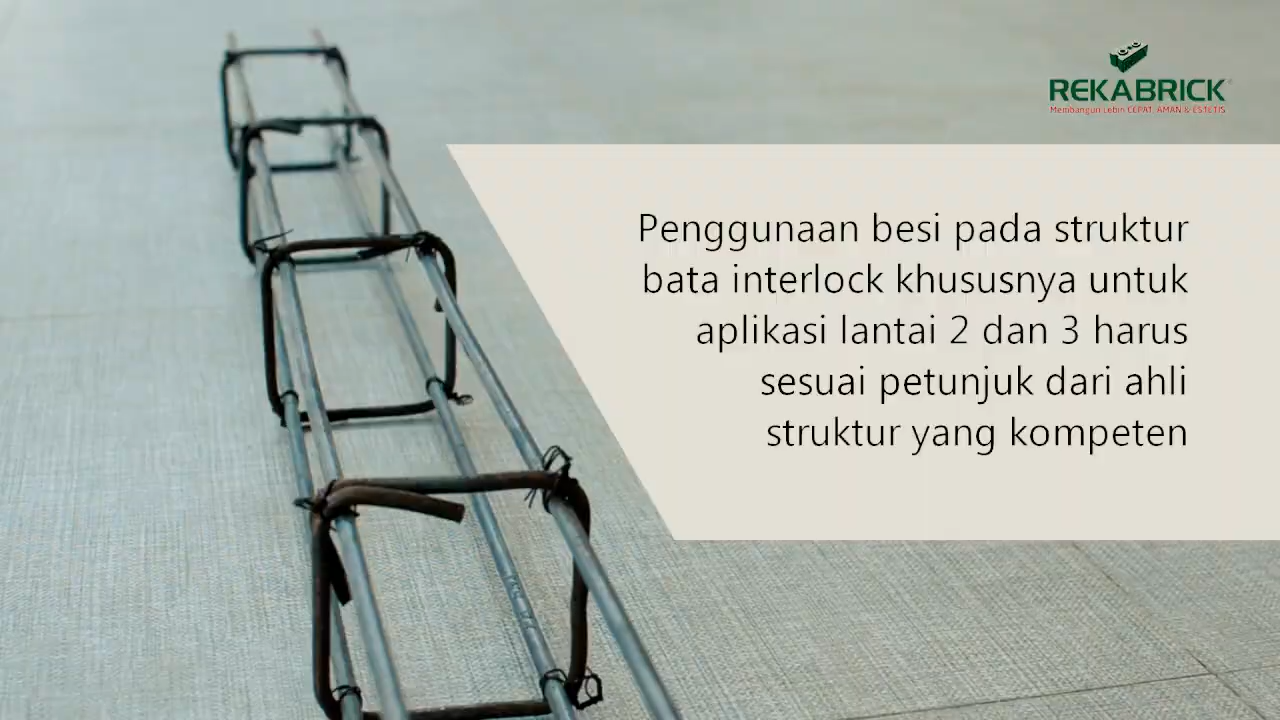 REKABRICK
Membangun Lebih CEPAT, AMAN & ESTETIS
Penggunaan besi pada struktur
bata interlock khususnya untuk
aplikasi lantai 2 dan 3 harus
sesuai petunjuk dari ahli
struktur yang kompeten